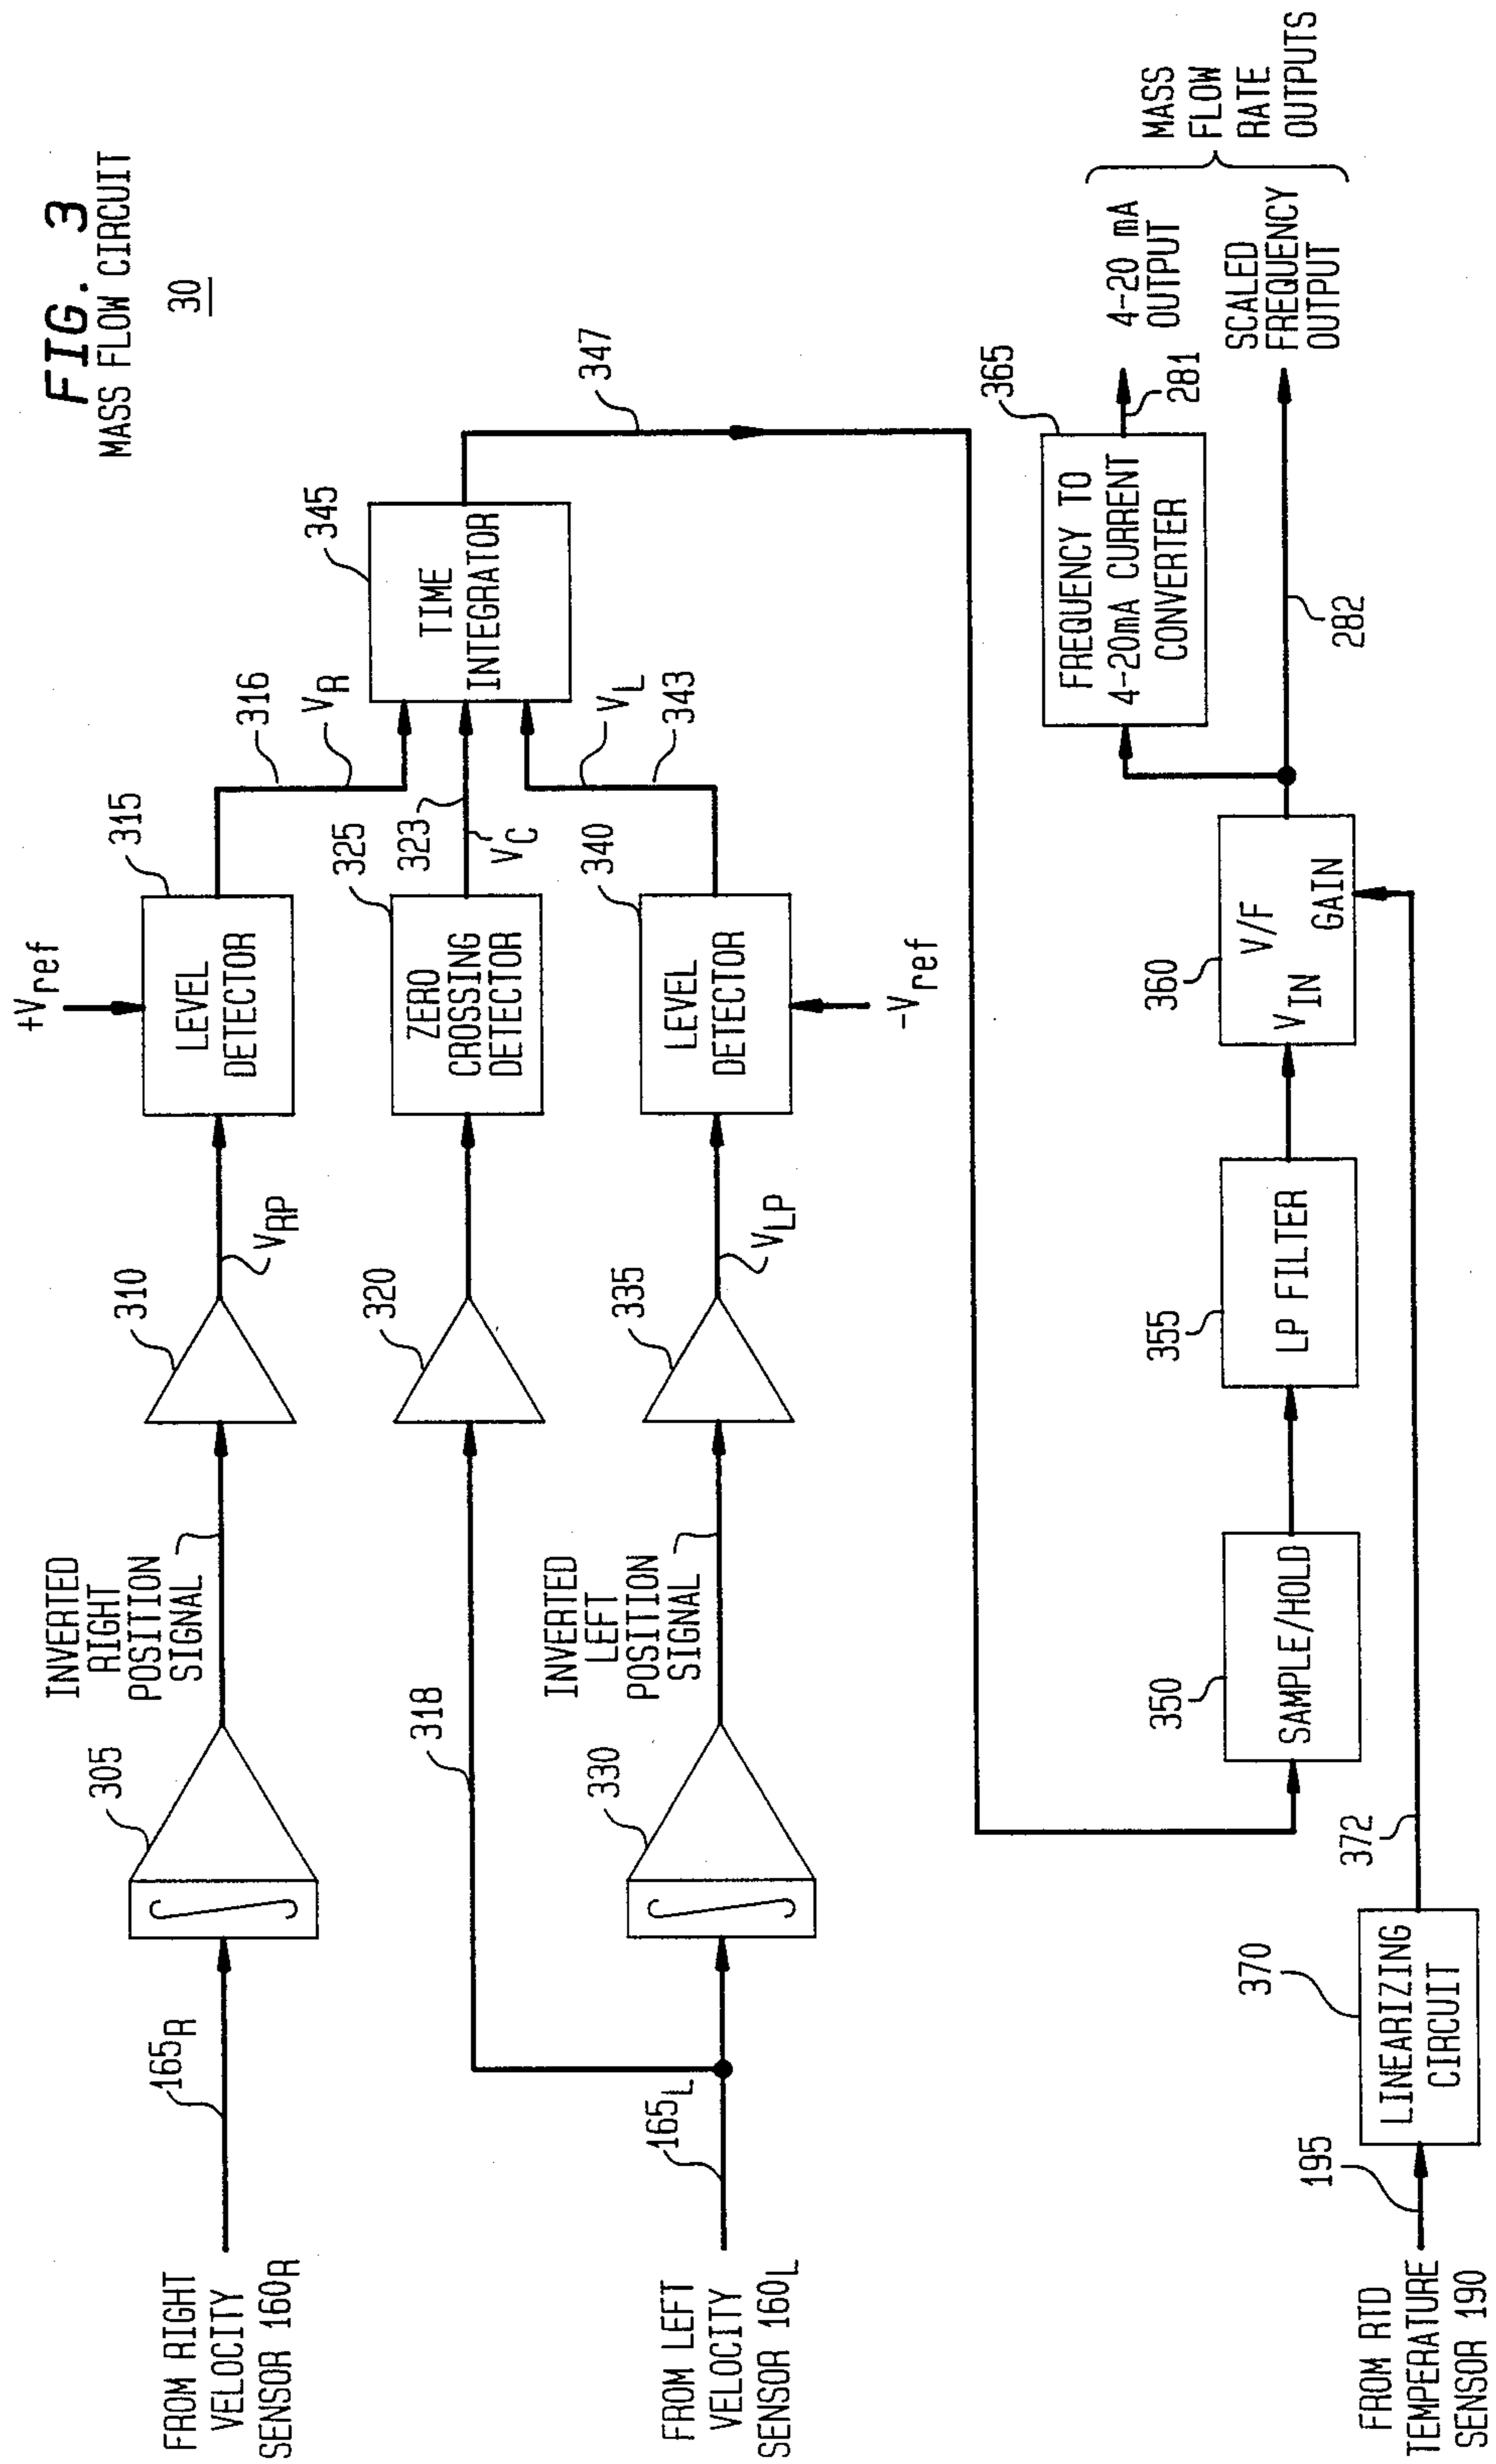 FIG. 3
MASS FLOW CIRCUIT
30
FROM RIGHT
VELOCITY
SENSOR 160R
165R
305
INVERTED
RIGHT
POSITION
SIGNAL
310
VRP
+Vref
LEVEL
DETECTOR
315
316
VR
318
320
ZERO
CROSSING
DETECTOR
325
323
VC
FROM LEFT
VELOCITY
SENSOR 160L
165L
330
INVERTED
LEFT
POSITION
SIGNAL
335
VLP
LEVEL
DETECTOR
340
-Vref
VL
343
TIME
INTEGRATOR
345
347
SAMPLE/HOLD
350
LP FILTER
355
V/F
VIN
GAIN
360
FREQUENCY TO
4-20mA CURRENT
CONVERTER
365
281
4-20 mA
OUTPUT
282
SCALED
FREQUENCY
OUTPUT
MASS
FLOW
RATE
OUTPUTS
FROM RTD
TEMPERATURE
SENSOR 190
195
LINEARIZING
CIRCUIT
370
372